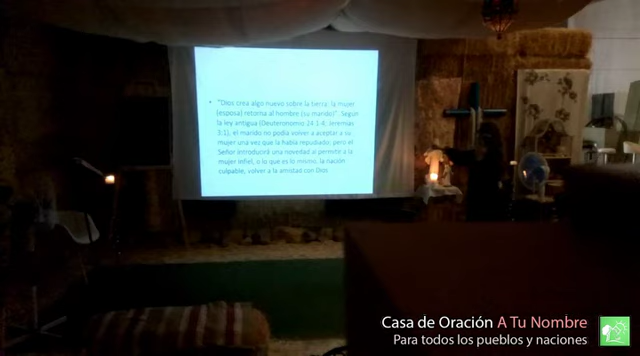 • "Dios crea algo nuevo sobre la tierra: la mujer
(esposa) retorna al hombre (su marido)". Según
la ley antigua (Deuteronomio 24 1-4, Jeremías
3:1), el marido no podía volver a aceptar a su
mujer una vez que la había repudiado; pero el
Señor introducirá una novedad al permitir a la
mujer infiel, o lo que es lo mismo, la nación
culpable, volver a la amistad con Dios
Casa de Oración A Tu Nombre
Para todos los pueblos y naciones